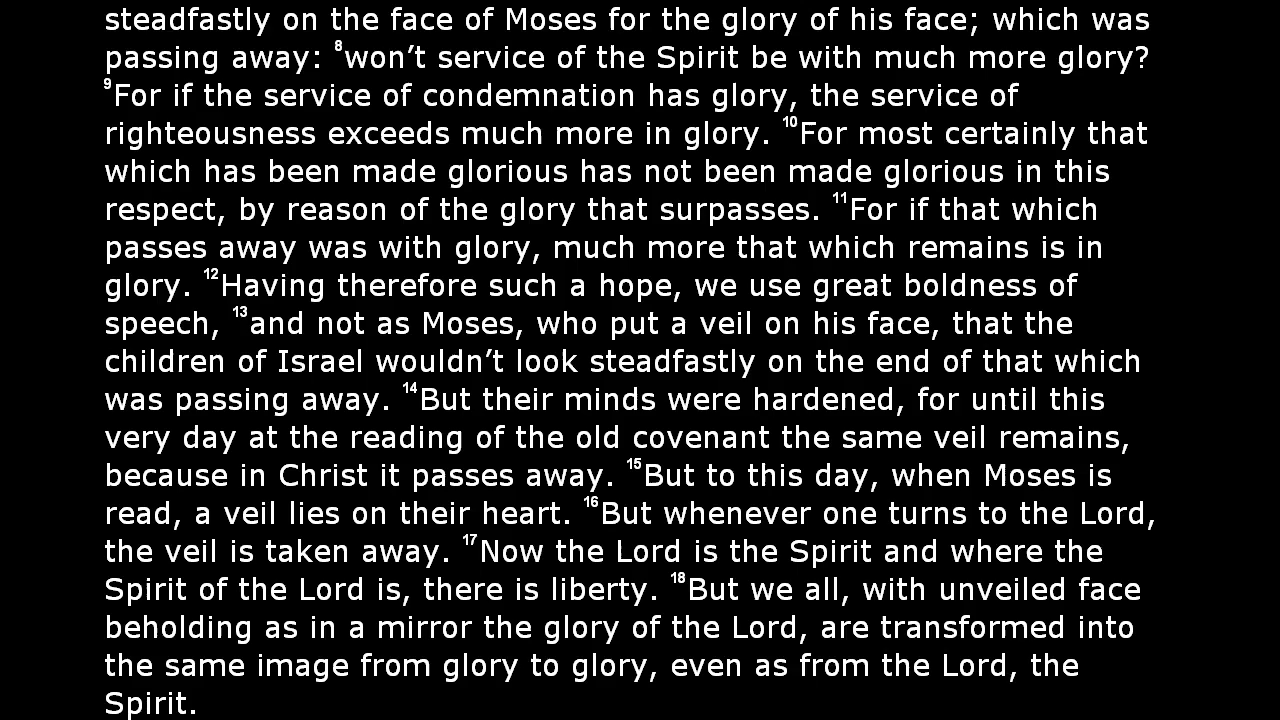 steadfastly on the face of Moses for the glory of his face; which was
passing away: 8won’t service of the Spirit be with much more glory?
9For if the service of condemnation has glory, the service of
righteousness exceeds much more in glory. 10For most certainly that
which has been made glorious has not been made glorious in this
respect, by reason of the glory that surpasses. 11For if that which
passes away was with glory, much more that which remains is in
glory. 12Having therefore such a hope, we use great boldness of
speech, 13and not as Moses, who put a veil on his face, that the
children of Israel wouldn’t look steadfastly on the end of that which
was passing away. 14But their minds were hardened, for until this
very day at the reading of the old covenant the same veil remains,
because in Christ it passes away. 15But to this day, when Moses is
read, a veil lies on their heart. 16But whenever one turns to the Lord,
the veil is taken away. 17Now the Lord is the Spirit and where the
Spirit of the Lord is, there is liberty. 18But we all, with unveiled face
beholding as in a mirror the glory of the Lord, are transformed into
the same image from glory to glory, even as from the Lord, the
Spirit.